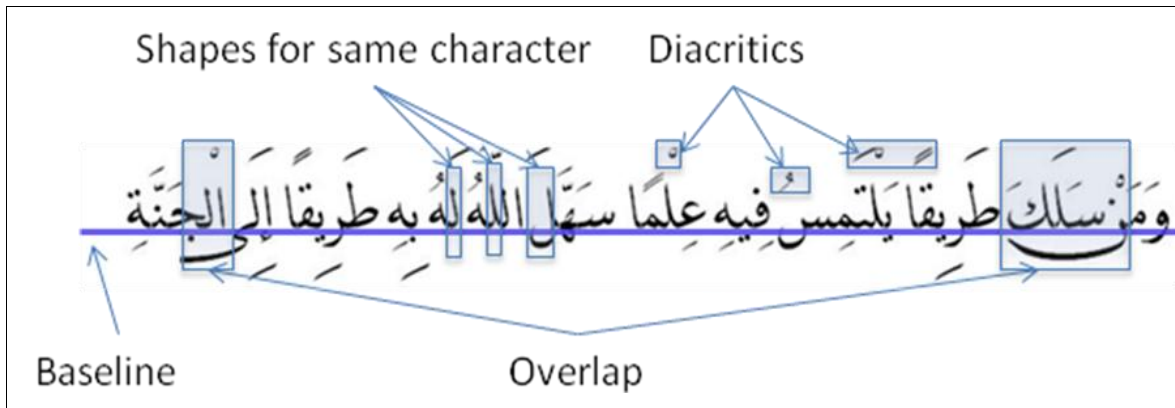 Shapes for same character
Diacritics
وَمَنْ سَلَكَ طَرِيقًا يَلْتَمِسُ فِيهِ عِلْمًا سَهَّلَ اللَّهُ لَهُ بِهِ طَرِيقًا إِلَى الْجَنَّةِ
Baseline
Overlap